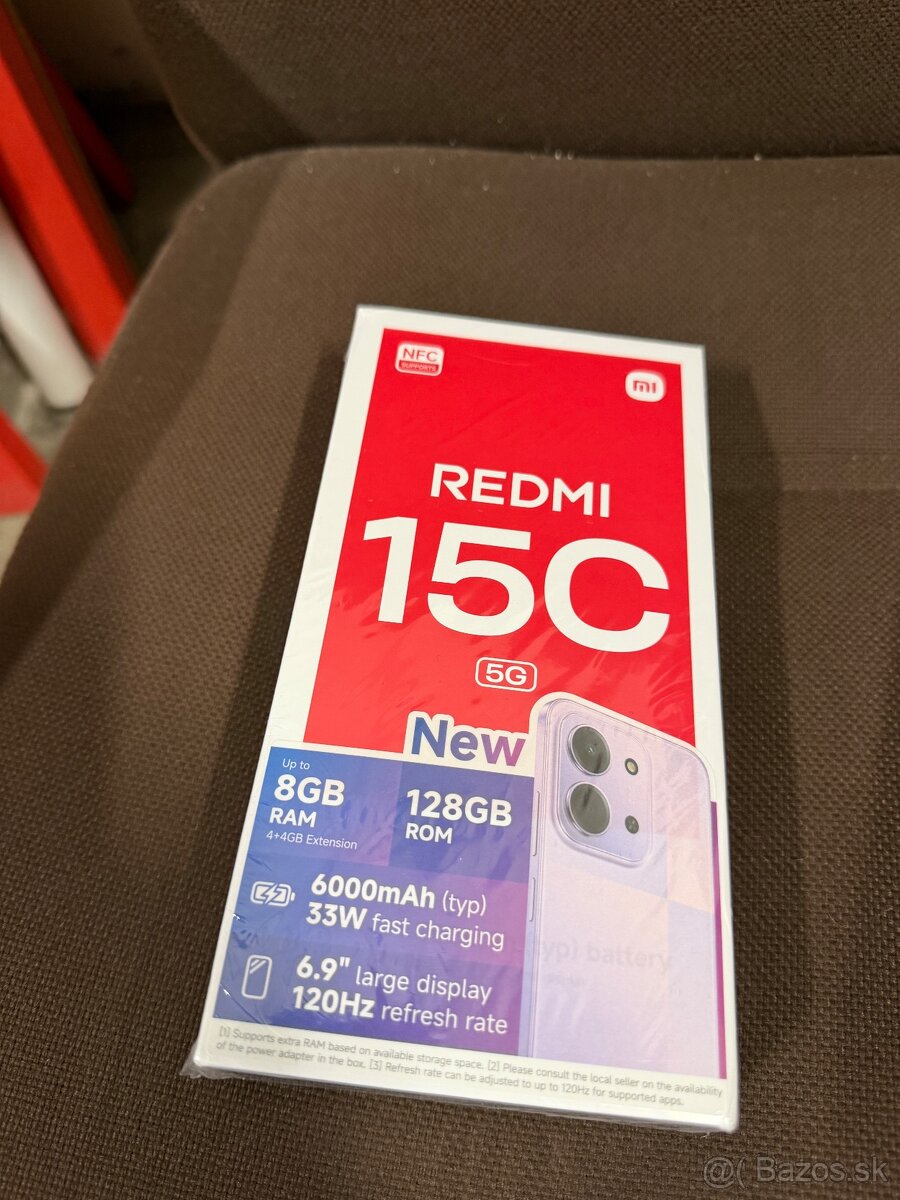 NFC
SUPPORTS
mi
REDMI
15C
5G
New
Up to
8GB
RAM
4+4GB Extension
128GB
ROM
6000mAh (typ)
33W fast charging
typ) battery
6.9" large display
120Hz refresh rate
[1] Supports extra RAM based on available storage space. [2] Please consult the local seller on the availability
of the power adapter in the box. [3] Refresh rate can be adjusted to up to 120Hz for supported apps.
@( Bazos.sk